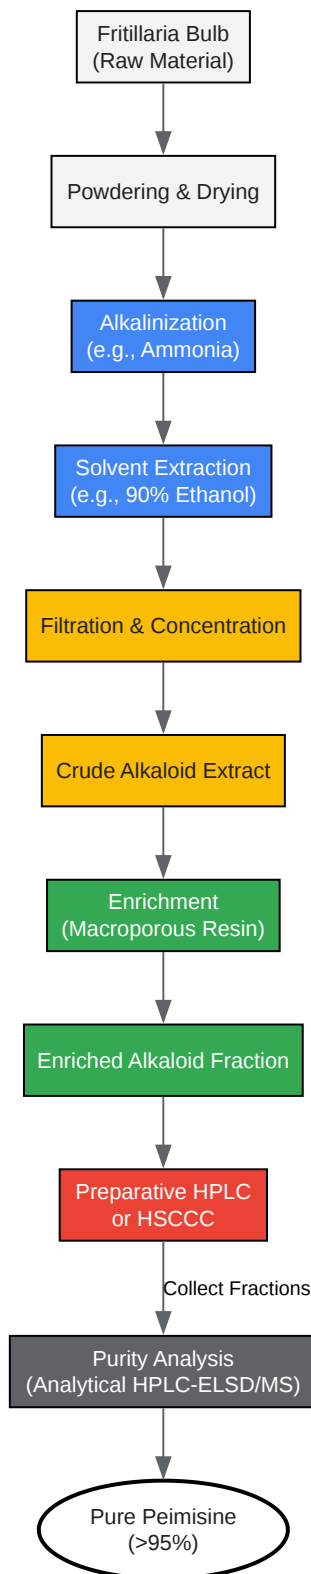 Fritillaria Bulb
(Raw Material)
Powdering & Drying
Alkalinization
(e.g., Ammonia)
Solvent Extraction
(e.g., 90% Ethanol)
Filtration & Concentration
Crude Alkaloid Extract
Enrichment
(Macroporous Resin)
Enriched Alkaloid Fraction
Preparative HPLC
or HSCCC
Collect Fractions
Purity Analysis
(Analytical HPLC-ELSD/MS)
Pure Peimisine
(>95%)